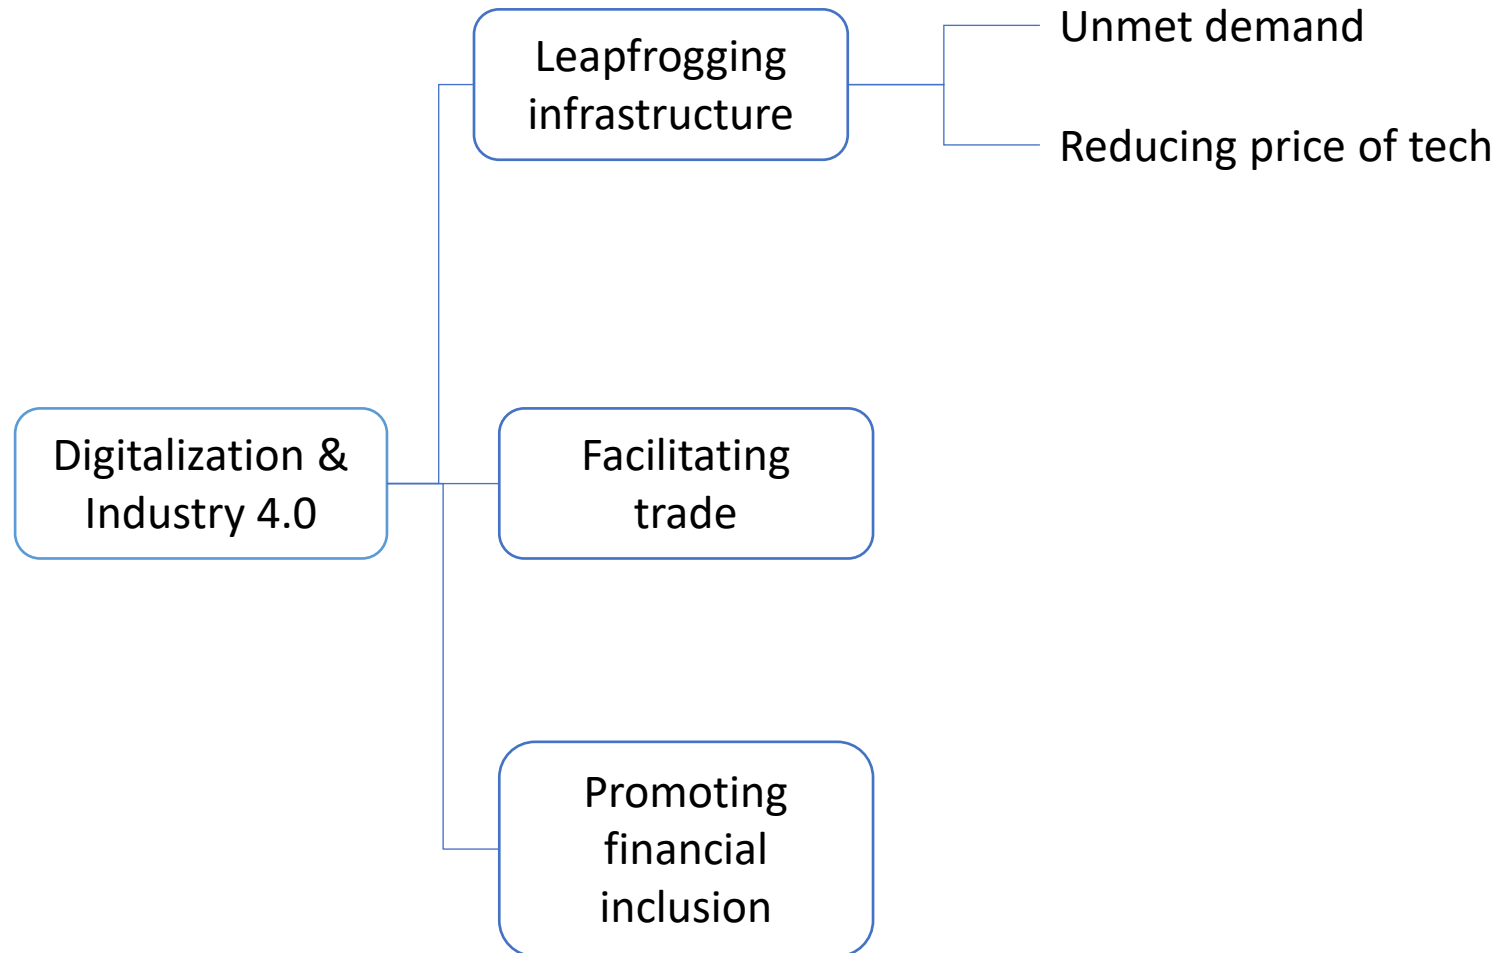 Leapfrogging
infrastructure
Unmet demand
Reducing price of tech
Digitalization &
Industry 4.0
Facilitating
trade
Promoting
financial
inclusion